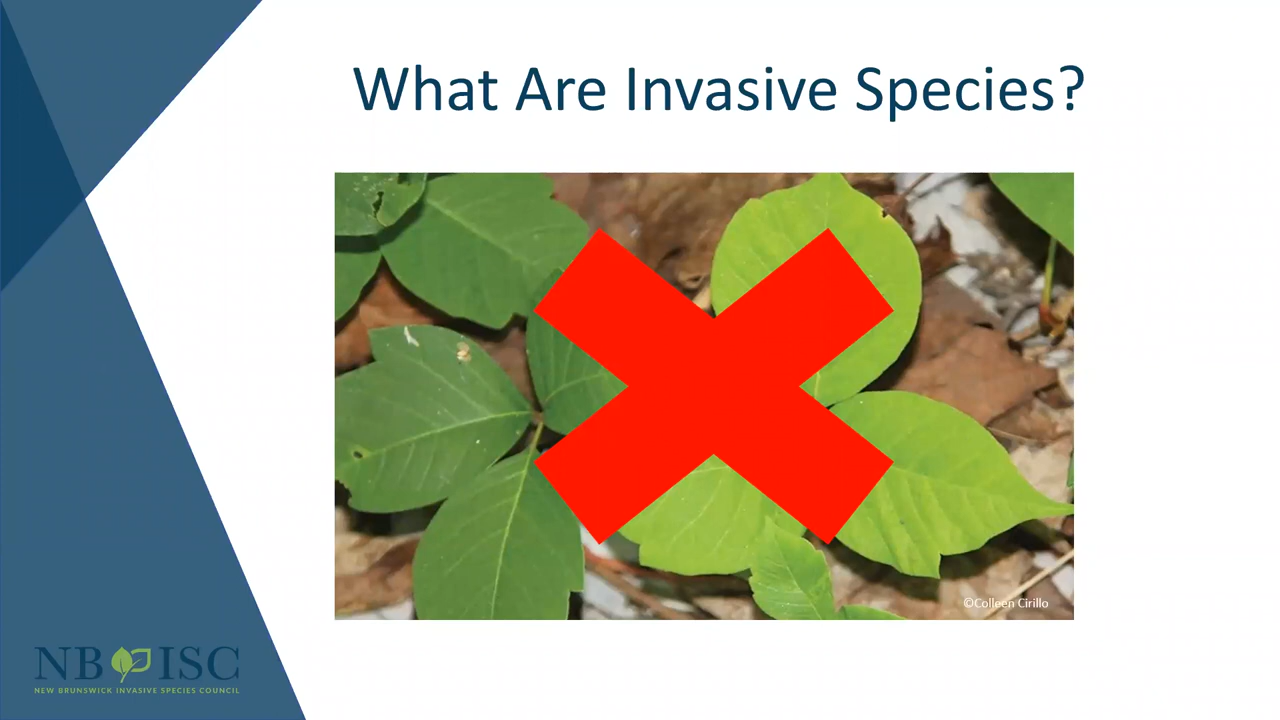 What Are Invasive Species?
©Colleen Cirillo
NB ISC
NEW BRUNSWICK INVASIVE SPECIES COUNCIL